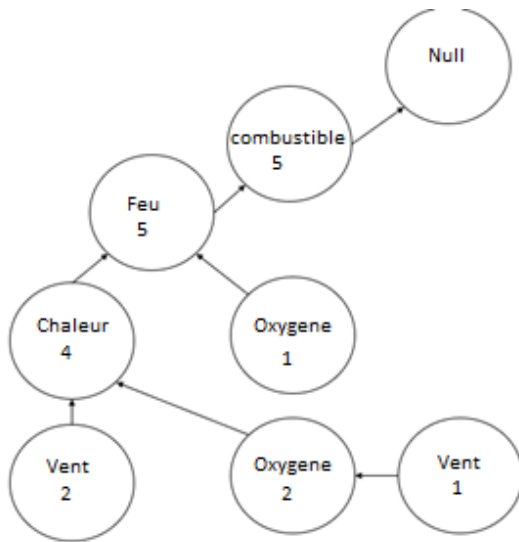 Null
combustible
5
Feu
5
Chaleur
4
Oxygene
1
Vent
2
Oxygene
2
Vent
1